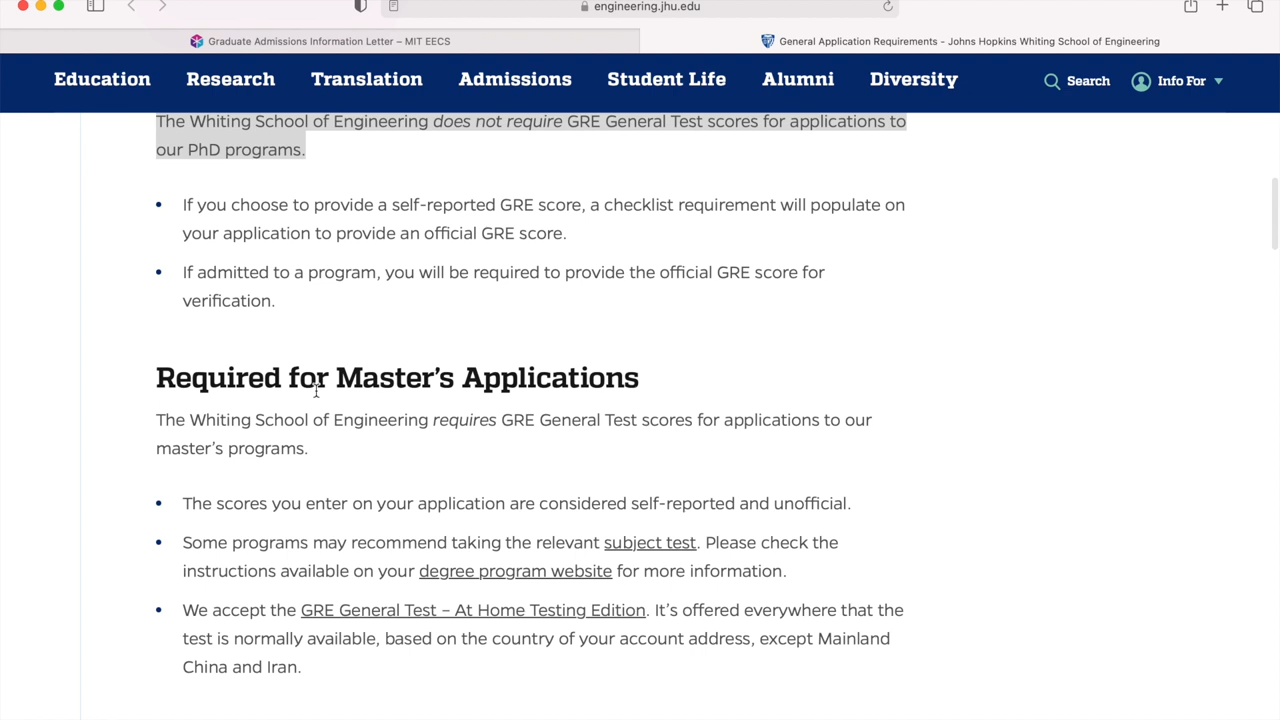 engineering.jhu.edu
Graduate Admissions Information Letter – MIT EECS
General Application Requirements - Johns Hopkins Whiting School of Engineering
Education Research Translation Admissions Student Life Alumni Diversity Search Info For
The Whiting School of Engineering does not require GRE General Test scores for applications to
our PhD programs.
• If you choose to provide a self-reported GRE score, a checklist requirement will populate on
your application to provide an official GRE score.
• If admitted to a program, you will be required to provide the official GRE score for
verification.
Required for Master’s Applications
The Whiting School of Engineering requires GRE General Test scores for applications to our
master’s programs.
• The scores you enter on your application are considered self-reported and unofficial.
• Some programs may recommend taking the relevant subject test. Please check the
instructions available on your degree program website for more information.
• We accept the GRE General Test – At Home Testing Edition. It’s offered everywhere that the
test is normally available, based on the country of your account address, except Mainland
China and Iran.